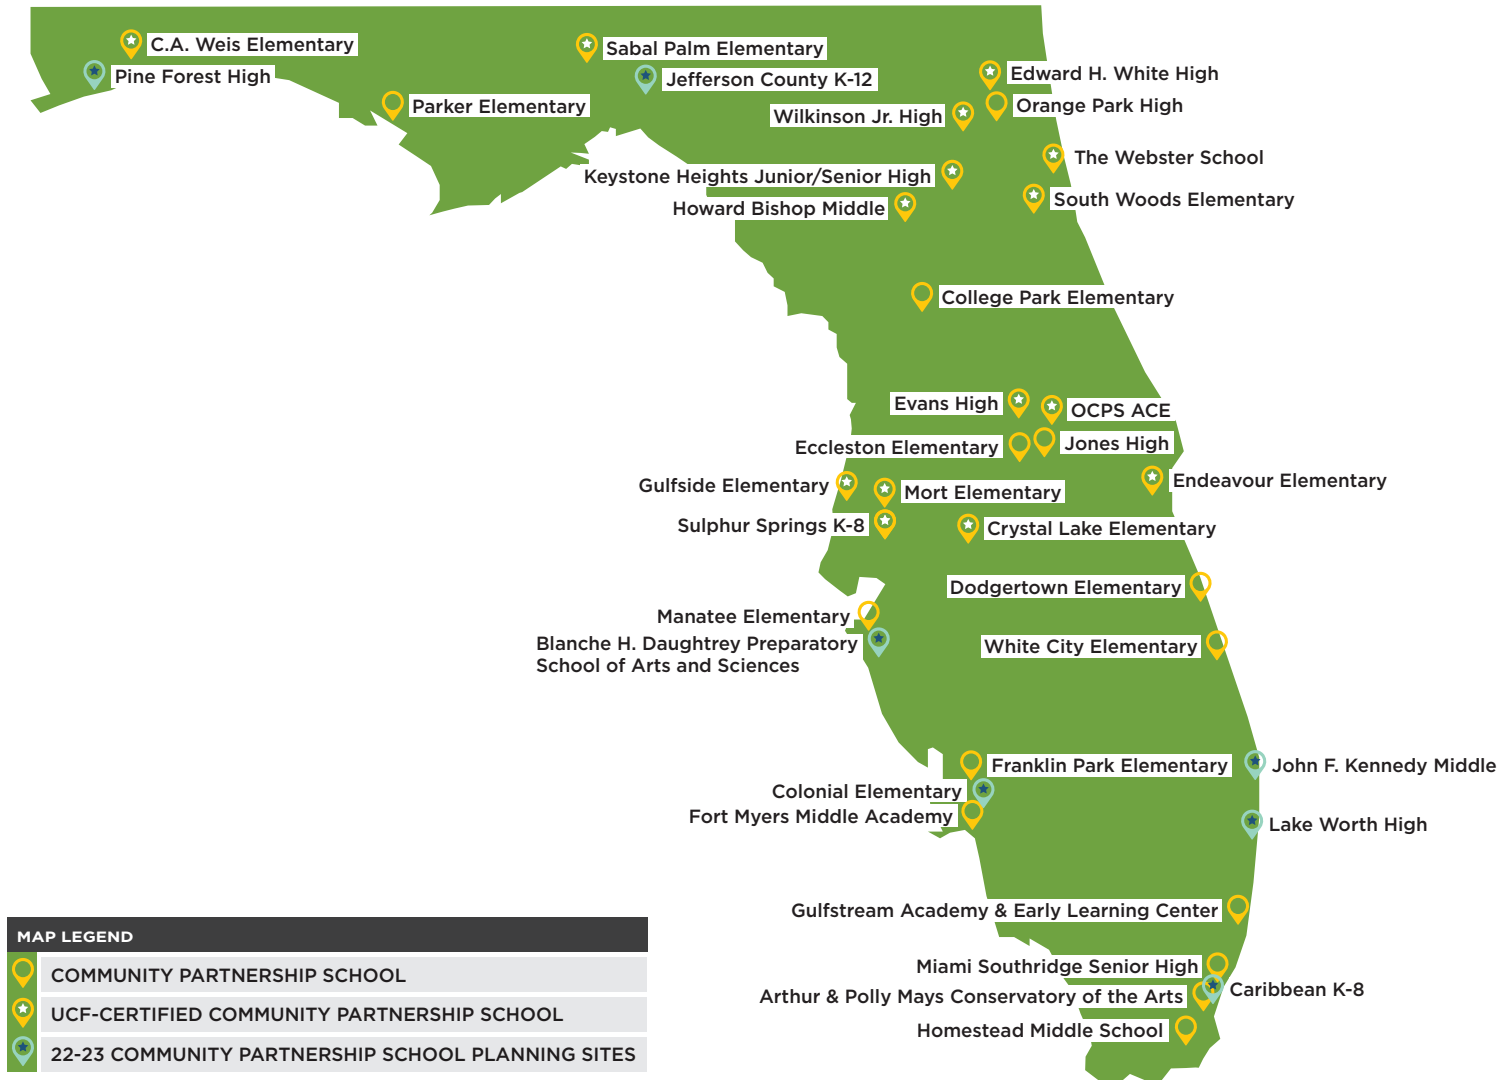 C.A. Weis Elementary
Pine Forest High
Sabal Palm Elementary
Jefferson County K-12
Parker Elementary
Edward H. White High
Orange Park High
Wilkinson Jr. High
The Webster School
Keystone Heights Junior/Senior High
South Woods Elementary
Howard Bishop Middle
College Park Elementary
Evans High
OCPS ACE
Jones High
Eccleston Elementary
Endeavour Elementary
Gulfside Elementary
Mort Elementary
Sulphur Springs K-8
Crystal Lake Elementary
Dodgertown Elementary
Manatee Elementary
Blanche H. Daughtrey Preparatory
School of Arts and Sciences
White City Elementary
Franklin Park Elementary
John F. Kennedy Middle
Colonial Elementary
Fort Myers Middle Academy
Lake Worth High
Gulfstream Academy & Early Learning Center
Miami Southridge Senior High
Caribbean K-8
Arthur & Polly Mays Conservatory of the Arts
Homestead Middle School
MAP LEGEND
COMMUNITY PARTNERSHIP SCHOOL
UCF-CERTIFIED COMMUNITY PARTNERSHIP SCHOOL
22-23 COMMUNITY PARTNERSHIP SCHOOL PLANNING SITES